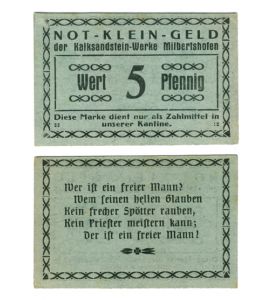 NOT-KLEIN-GELD
der Kalksandstein-Werke Milbertshofen
Wert 5 Pfennig
Diese Marke dient nur als Zahlmittel in
unserer Kantine.
Wer ist ein freier Mann?
Wem seinen hellen Glauben
Kein frecher Spötter rauben,
Kein Priester meistern kann;
Der ist ein freier Mann!